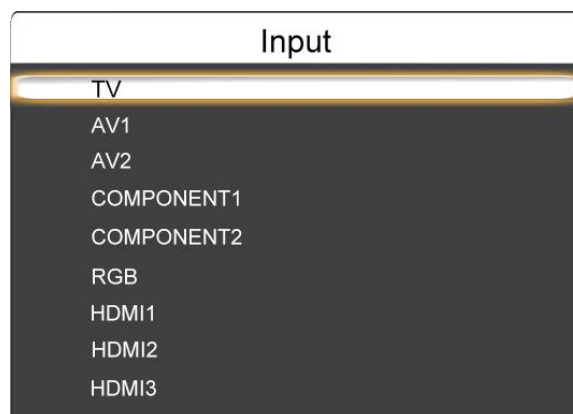 Input
TV
AV1
AV2
COMPONENT1
COMPONENT2
RGB
HDMI1
HDMI2
HDMI3